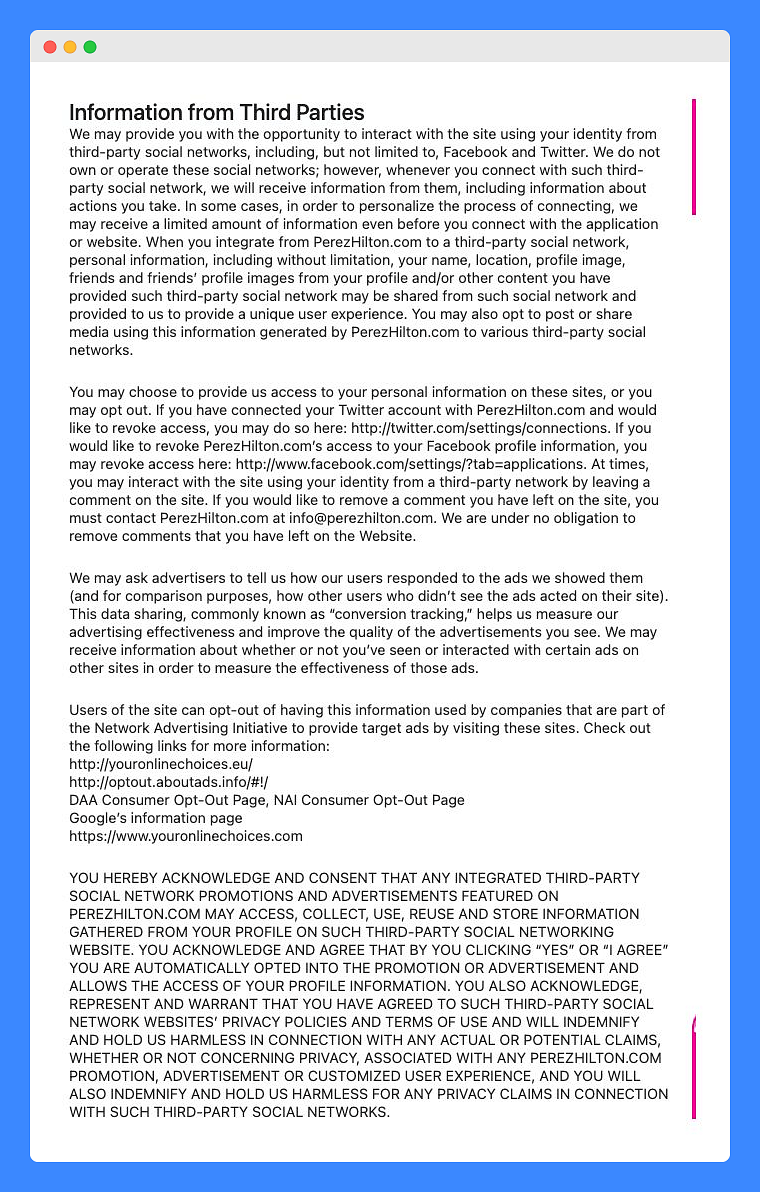 Information from Third Parties
We may provide you with the opportunity to interact with the site using your identity from
third-party social networks, including, but not limited to, Facebook and Twitter. We do not
own or operate these social networks; however, whenever you connect with such third-
party social network, we will receive information from them, including information about
actions you take. In some cases, in order to personalize the process of connecting, we
may receive a limited amount of information even before you connect with the application
or website. When you integrate from PerezHilton.com to a third-party social network,
personal information, including without limitation, your name, location, profile image,
friends and friends’ profile images from your profile and/or other content you have
provided such third-party social network may be shared from such social network and
provided to us to provide a unique user experience. You may also opt to post or share
media using this information generated by PerezHilton.com to various third-party social
networks.
You may choose to provide us access to your personal information on these sites, or you
may opt out. If you have connected your Twitter account with PerezHilton.com and would
like to revoke access, you may do so here: http://twitter.com/settings/connections. If you
would like to revoke PerezHilton.com’s access to your Facebook profile information, you
may revoke access here: http://www.facebook.com/settings/?tab=applications. At times,
you may interact with the site using your identity from a third-party network by leaving a
comment on the site. If you would like to remove a comment you have left on the site, you
must contact PerezHilton.com at info@perezhilton.com. We are under no obligation to
remove comments that you have left on the Website.
We may ask advertisers to tell us how our users responded to the ads we showed them
(and for comparison purposes, how other users who didn’t see the ads acted on their site).
This data sharing, commonly known as “conversion tracking,” helps us measure our
advertising effectiveness and improve the quality of the advertisements you see. We may
receive information about whether or not you’ve seen or interacted with certain ads on
other sites in order to measure the effectiveness of those ads.
Users of the site can opt-out of having this information used by companies that are part of
the Network Advertising Initiative to provide target ads by visiting these sites. Check out
the following links for more information:
http://youronlinechoices.eu/
http://optout.aboutads.info/#!/
DAA Consumer Opt-Out Page, NAI Consumer Opt-Out Page
Google’s information page
https://www.youronlinechoices.com
YOU HEREBY ACKNOWLEDGE AND CONSENT THAT ANY INTEGRATED THIRD-PARTY
SOCIAL NETWORK PROMOTIONS AND ADVERTISEMENTS FEATURED ON
PEREZHILTON.COM MAY ACCESS, COLLECT, USE, REUSE AND STORE INFORMATION
GATHERED FROM YOUR PROFILE ON SUCH THIRD-PARTY SOCIAL NETWORKING
WEBSITE. YOU ACKNOWLEDGE AND AGREE THAT BY YOU CLICKING “YES” OR “I AGREE”
YOU ARE AUTOMATICALLY OPTED INTO THE PROMOTION OR ADVERTISEMENT AND
ALLOWS THE ACCESS OF YOUR PROFILE INFORMATION. YOU ALSO ACKNOWLEDGE,
REPRESENT AND WARRANT THAT YOU HAVE AGREED TO SUCH THIRD-PARTY SOCIAL
NETWORK WEBSITES’ PRIVACY POLICIES AND TERMS OF USE AND WILL INDEMNIFY
AND HOLD US HARMLESS IN CONNECTION WITH ANY ACTUAL OR POTENTIAL CLAIMS,
WHETHER OR NOT CONCERNING PRIVACY, ASSOCIATED WITH ANY PEREZHILTON.COM
PROMOTION, ADVERTISEMENT OR CUSTOMIZED USER EXPERIENCE, AND YOU WILL
ALSO INDEMNIFY AND HOLD US HARMLESS FOR ANY PRIVACY CLAIMS IN CONNECTION
WITH SUCH THIRD-PARTY SOCIAL NETWORKS.